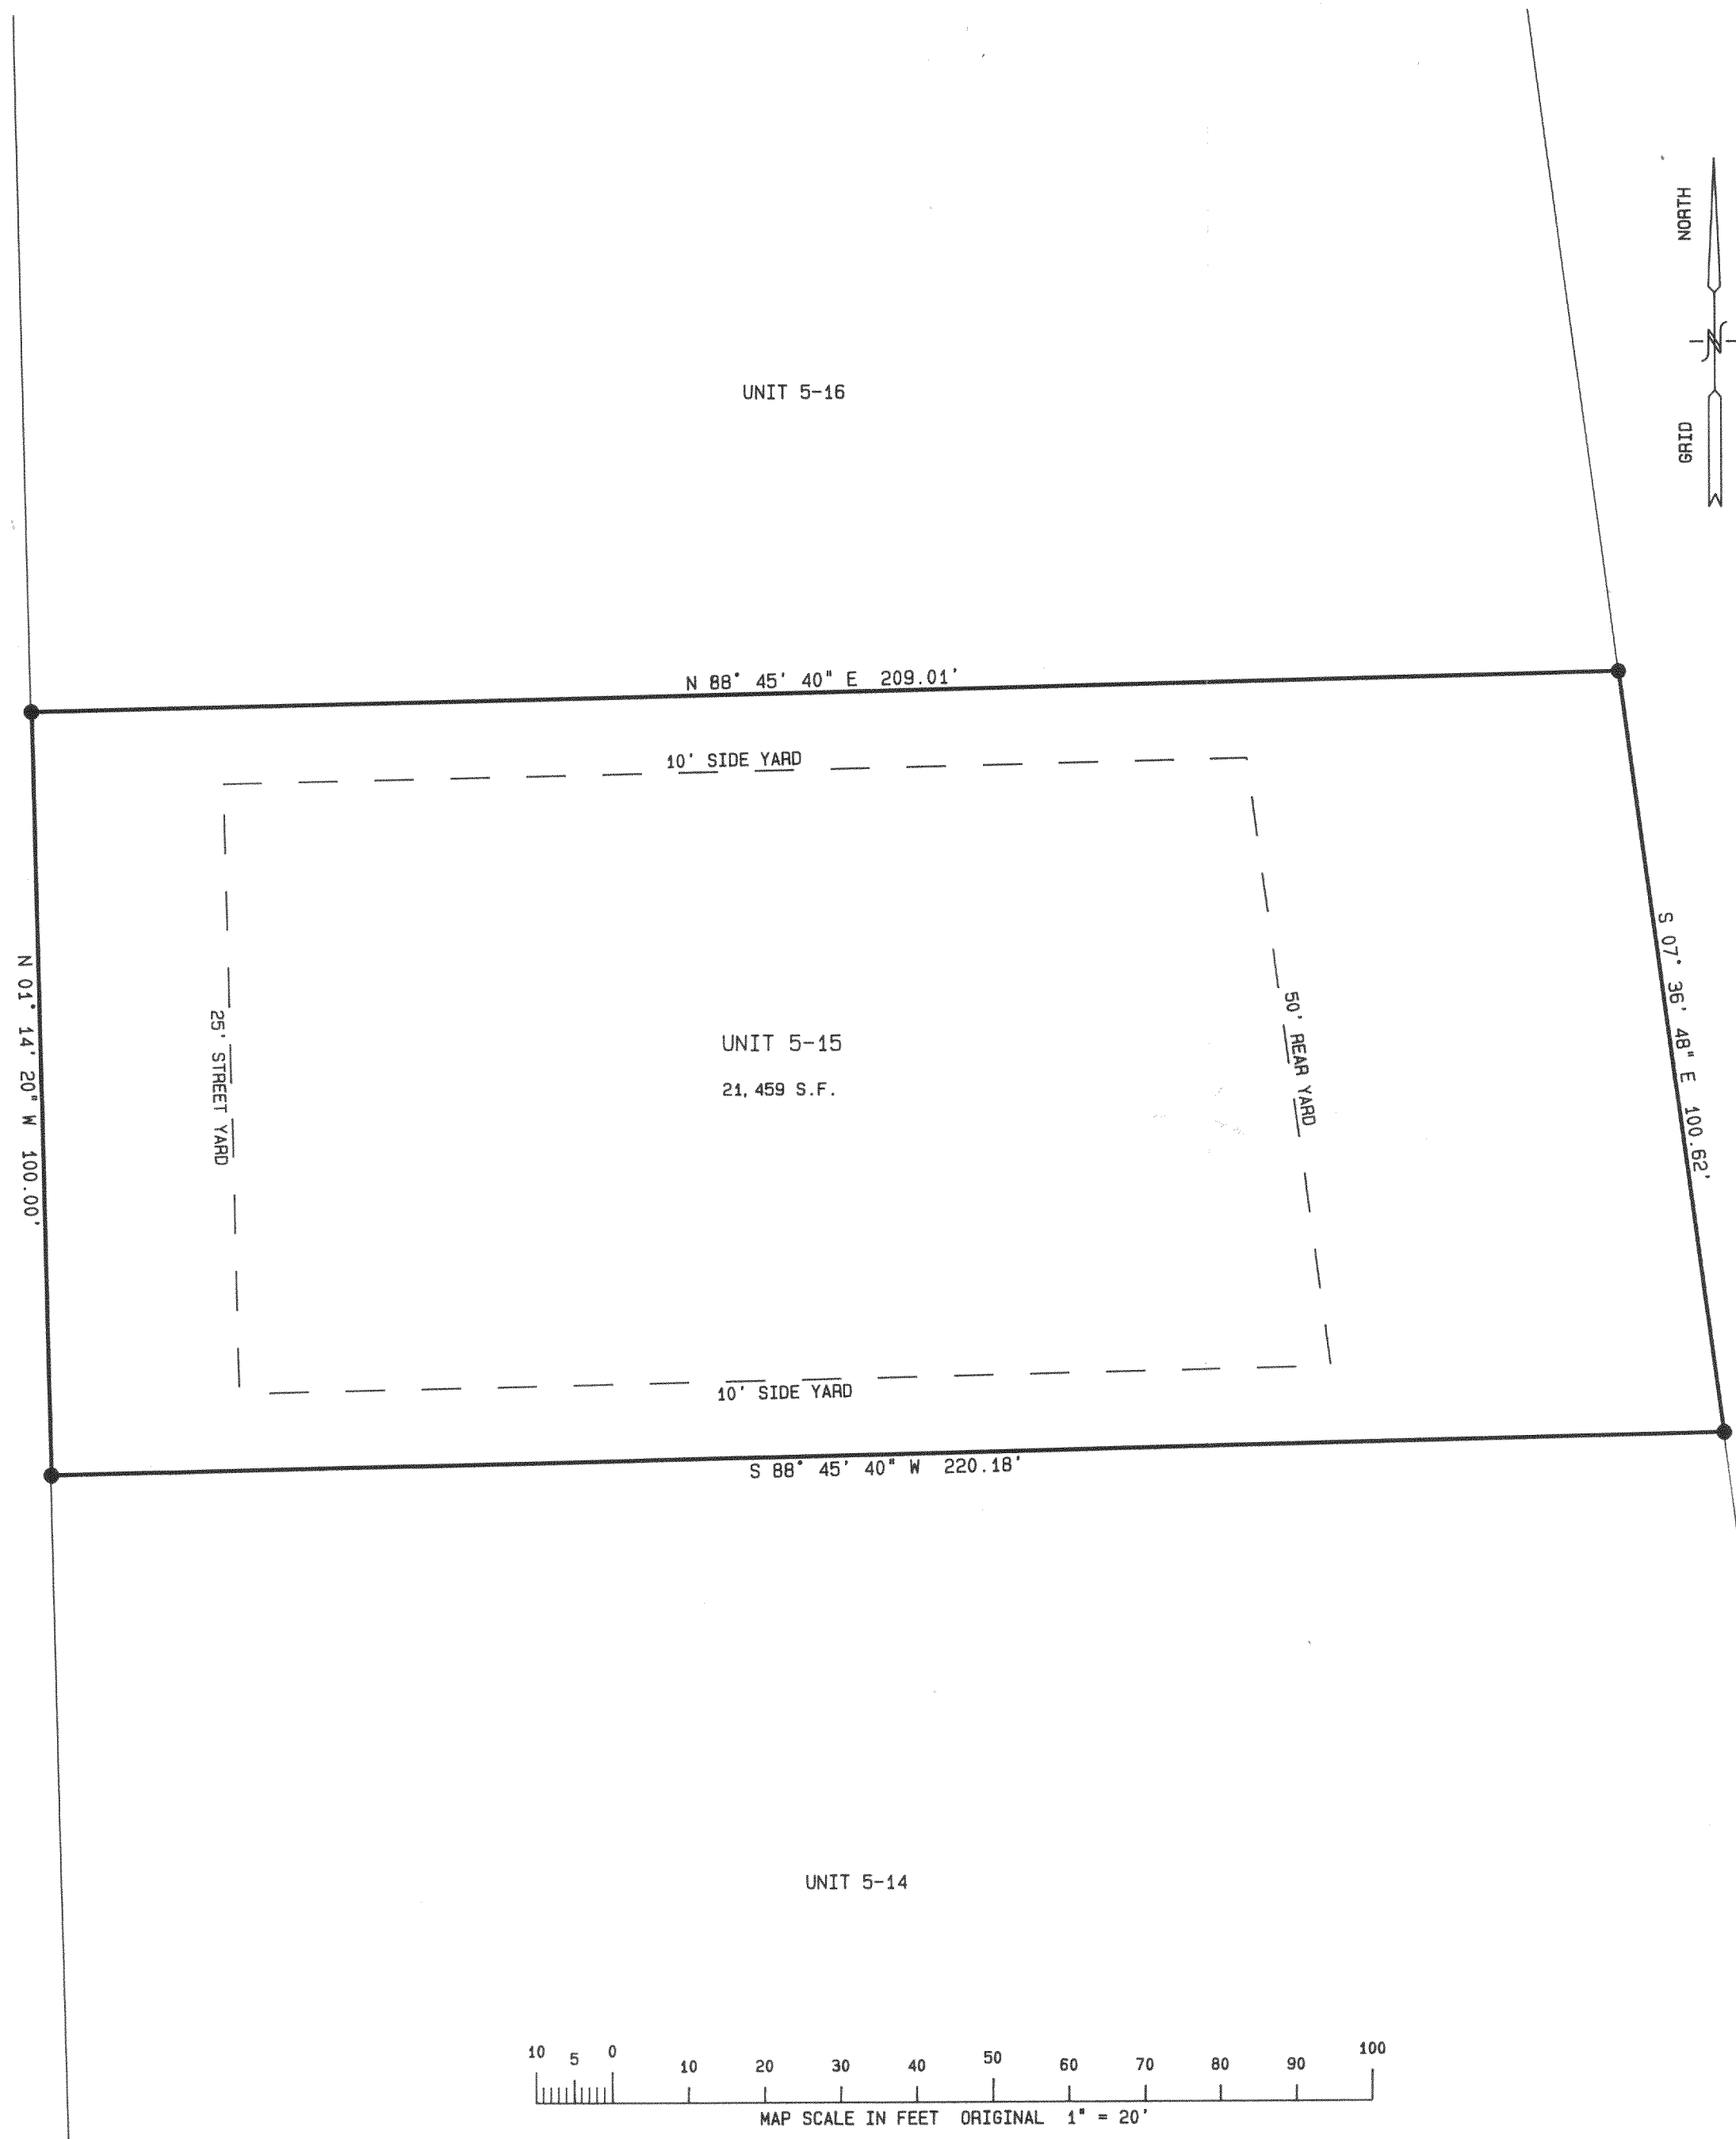 NORTH
GRID
UNIT 5-16
N 88° 45' 40" E 209.01'
10' SIDE YARD
N 01° 14' 20" W 100.00'
25' STREET YARD
UNIT 5-15
21,459 S.F.
50' REAR YARD
S 07° 36' 48" E 100.62'
10' SIDE YARD
S 88° 45' 40" W 220.18'
UNIT 5-14
10 5 0 10 20 30 40 50 60 70 80 90 100
MAP SCALE IN FEET ORIGINAL 1" = 20'